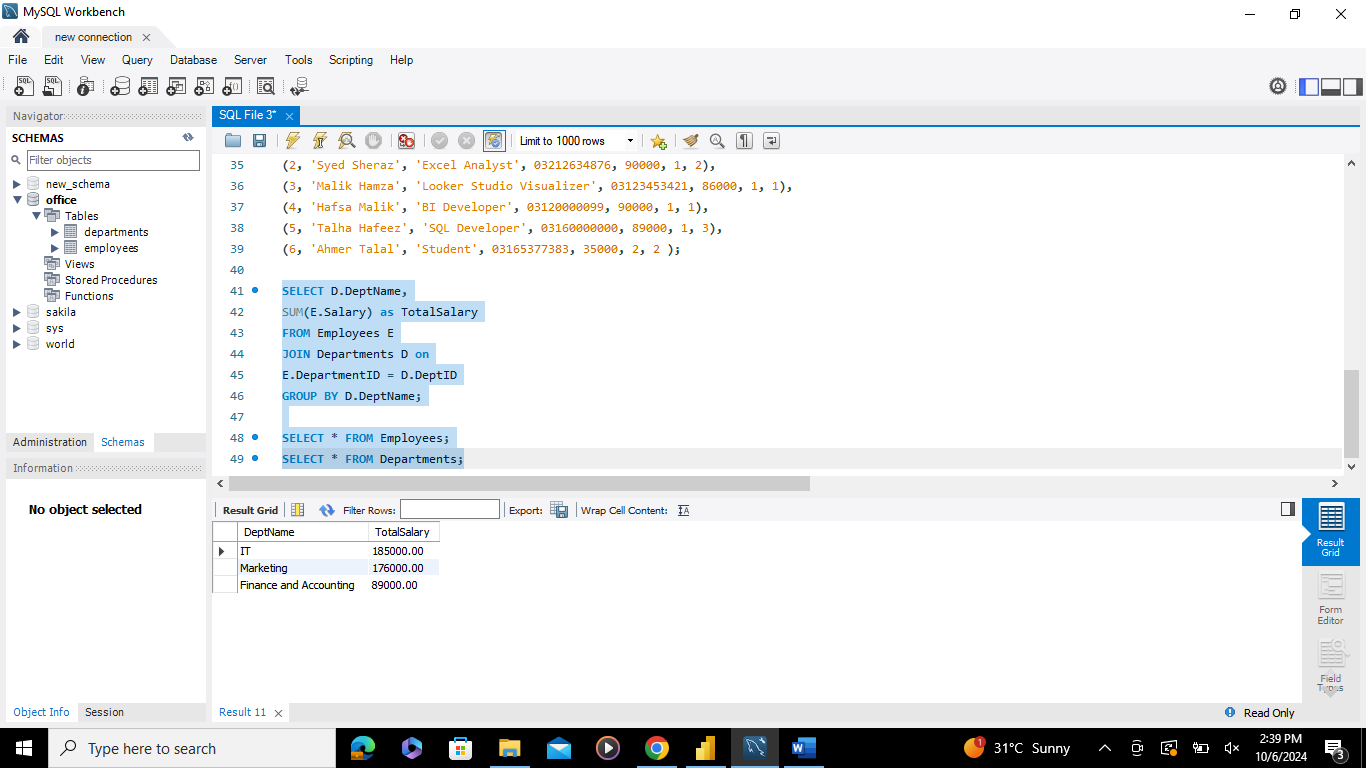 MySQL Workbench
new connection
File Edit View Query Database Server Tools Scripting Help
Navigator
SCHEMAS
Filter objects
new_schema
office
Tables
departments
employees
Views
Stored Procedures
Functions
sakila
sys
world
Administration Schemas
Information
No object selected
Object Info Session
SQL File 3*
Limit to 1000 rows
35 (2, 'Syed Sheraz', 'Excel Analyst', 03212634876, 90000, 1, 2),
36 (3, 'Malik Hamza', 'Looker Studio Visualizer', 03123453421, 86000, 1, 1),
37 (4, 'Hafsa Malik', 'BI Developer', 03120000099, 90000, 1, 1),
38 (5, 'Talha Hafeez', 'SQL Developer', 03160000000, 89000, 1, 3),
39 (6, 'Ahmer Talal', 'Student', 03165377383, 35000, 2, 2 );
40
41 SELECT D.DeptName,
42 SUM(E.Salary) as TotalSalary
43 FROM Employees E
44 JOIN Departments D on
45 E.DepartmentID = D.DeptID
46 GROUP BY D.DeptName;
47
48 SELECT * FROM Employees;
49 SELECT * FROM Departments;
Result Grid Filter Rows: Export: Wrap Cell Content:
DeptName TotalSalary
IT 185000.00
Marketing 176000.00
Finance and Accounting 89000.00
Result
Grid
Form
Editor
Field
Types
Result 11
Read Only
Type here to search
1 31°C Sunny
2:39 PM
10/6/2024
3